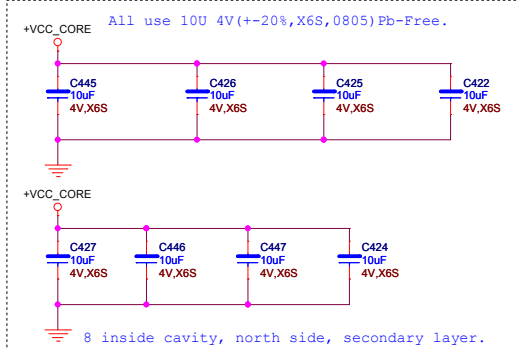 All use 10U 4V(+-20%,X6S,0805)Pb-Free.
+VCC_CORE
C445 C426 C425 C422
10uF 10uF 10uF 10uF
4V,X6S 4V,X6S 4V,X6S 4V,X6S
+VCC_CORE
C427 C446 C447 C424
10uF 10uF 10uF 10uF
4V,X6S 4V,X6S 4V,X6S 4V,X6S
8 inside cavity, north side, secondary layer.